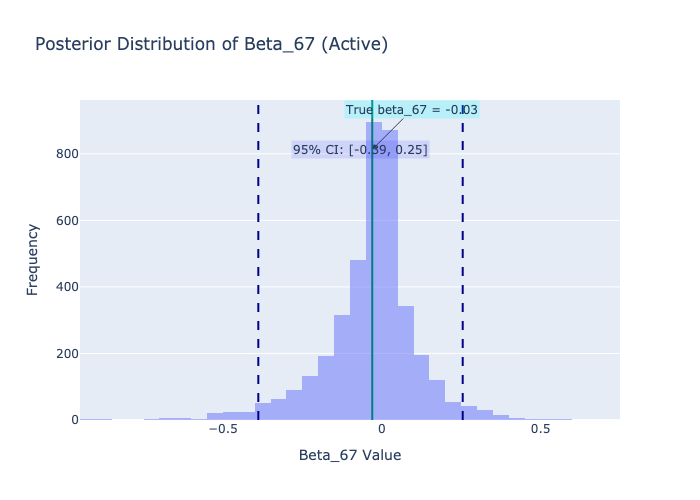 Posterior Distribution of Beta_67 (Active)
True beta_67 = -0.03
95% CI: [-0.39, 0.25]
800
600
400
200
0
Frequency
−0.5
0
0.5
Beta_67 Value